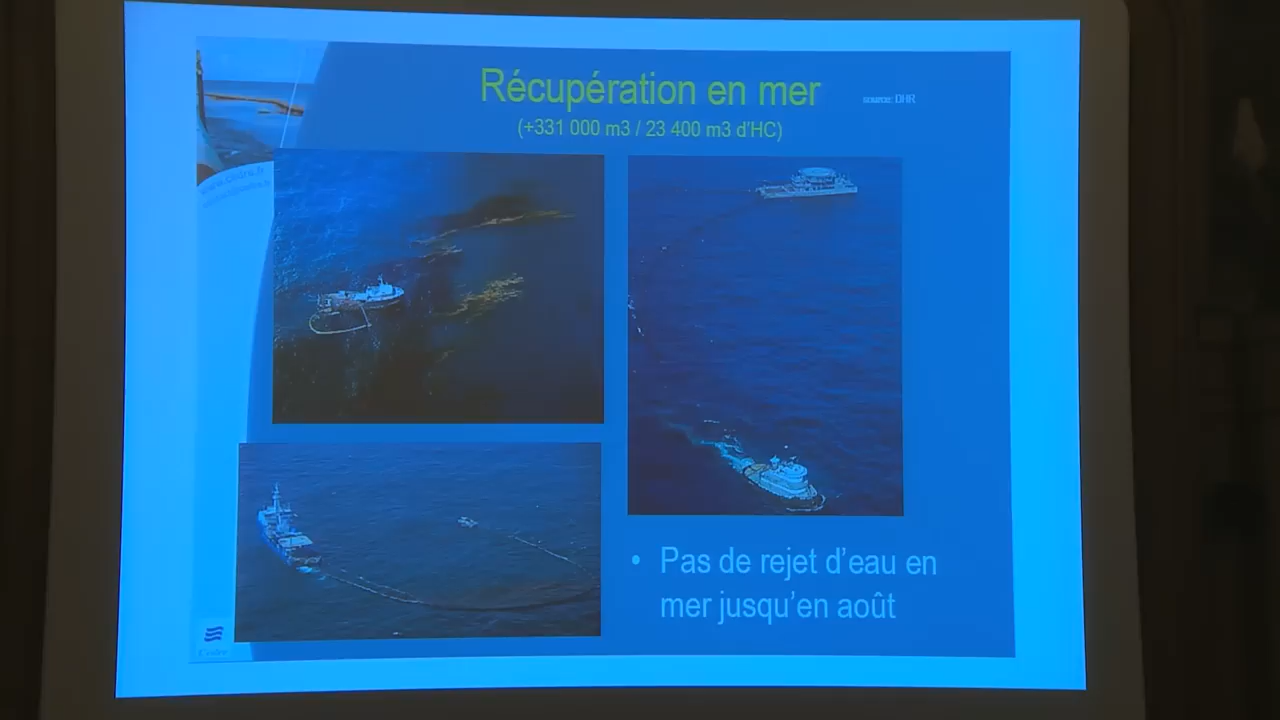 Récupération en mer
source: DHR
(+331 000 m3 / 23 400 m3 d'HC)
• Pas de rejet d'eau en
mer jusqu'en août